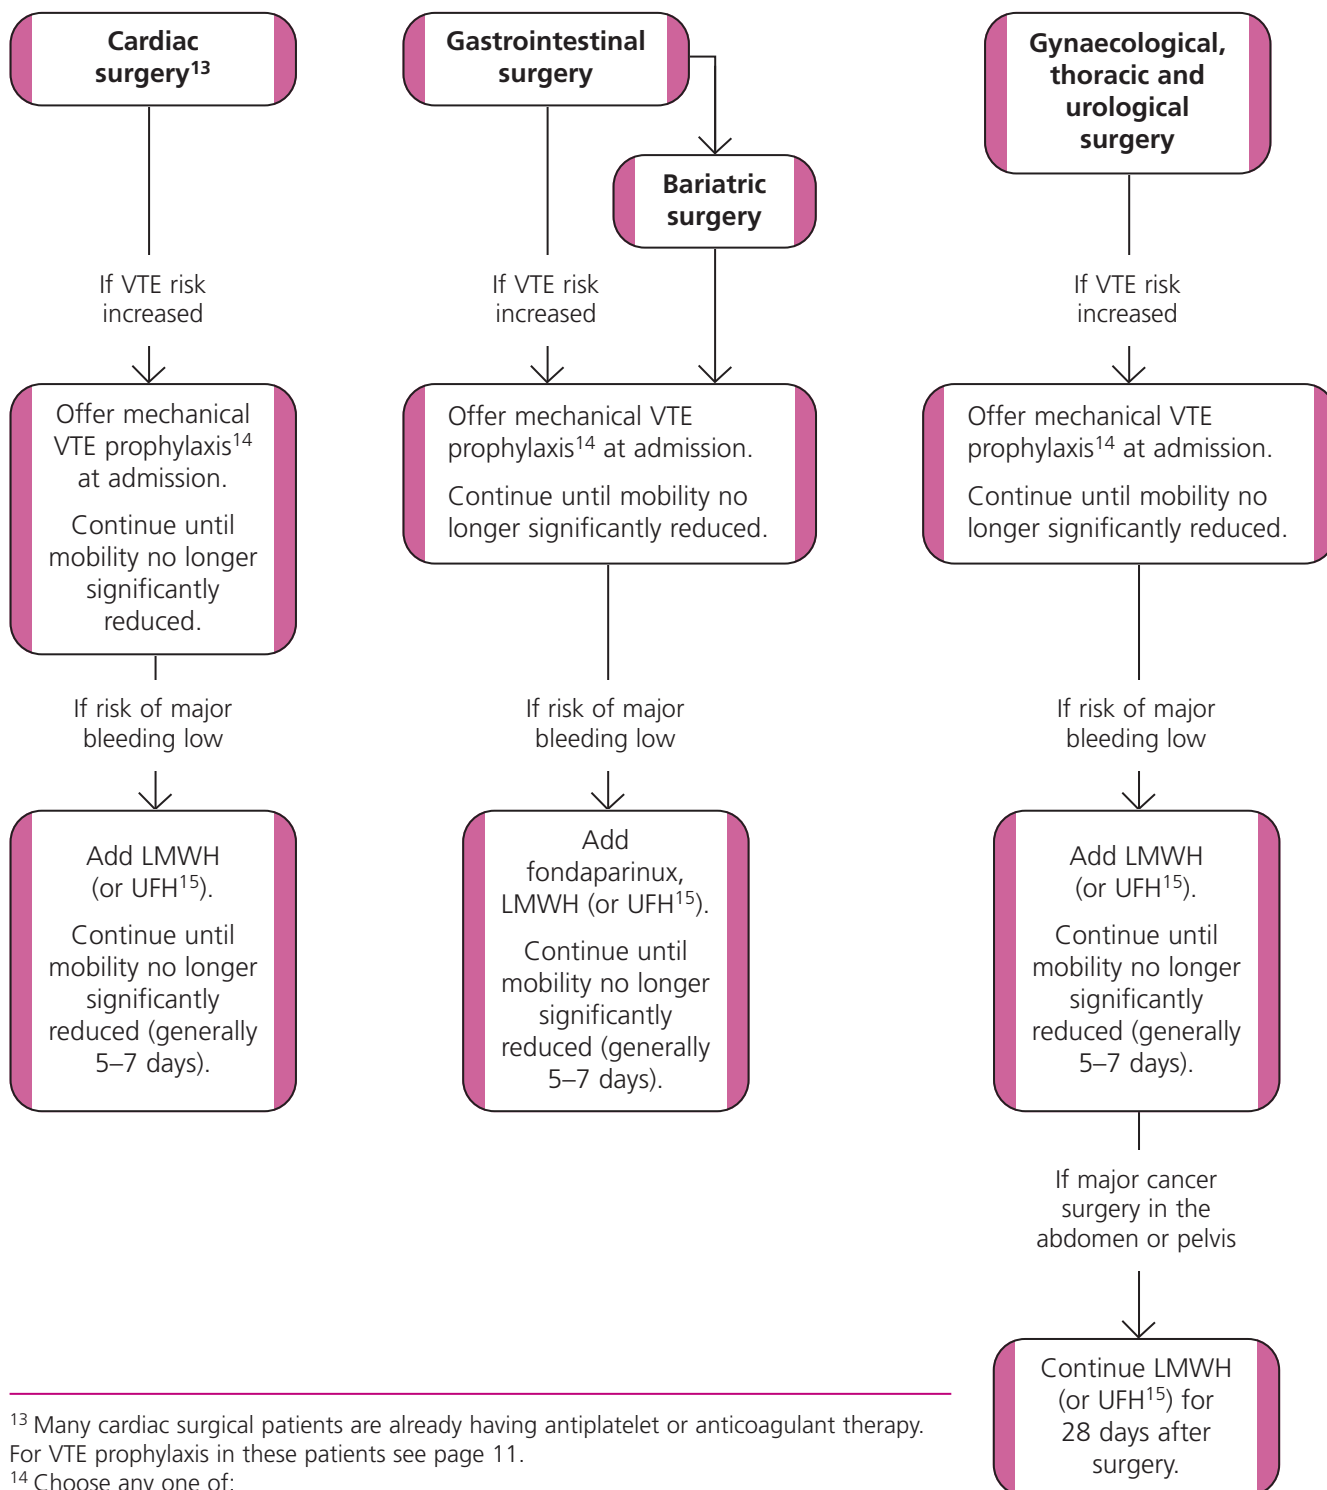 Cardiac
surgery13
If VTE risk
increased
Offer mechanical
VTE prophylaxis14
at admission.
Continue until
mobility no longer
significantly
reduced.
If risk of major
bleeding low
Add LMWH
(or UFH15).
Continue until
mobility no longer
significantly
reduced (generally
5–7 days).
Gastrointestinal
surgery
Bariatric
surgery
If VTE risk
increased
Offer mechanical VTE
prophylaxis14 at admission.
Continue until mobility no
longer significantly reduced.
If risk of major
bleeding low
Add
fondaparinux,
LMWH (or UFH15).
Continue until
mobility no longer
significantly
reduced (generally
5–7 days).
Gynaecological,
thoracic and
urological
surgery
If VTE risk
increased
Offer mechanical VTE
prophylaxis14 at admission.
Continue until mobility no
longer significantly reduced.
If risk of major
bleeding low
Add LMWH
(or UFH15).
Continue until
mobility no longer
significantly
reduced (generally
5–7 days).
If major cancer
surgery in the
abdomen or pelvis
Continue LMWH
(or UFH15) for
28 days after
surgery.
13 Many cardiac surgical patients are already having antiplatelet or anticoagulant therapy.
For VTE prophylaxis in these patients see page 11.
14 Choose any one of: